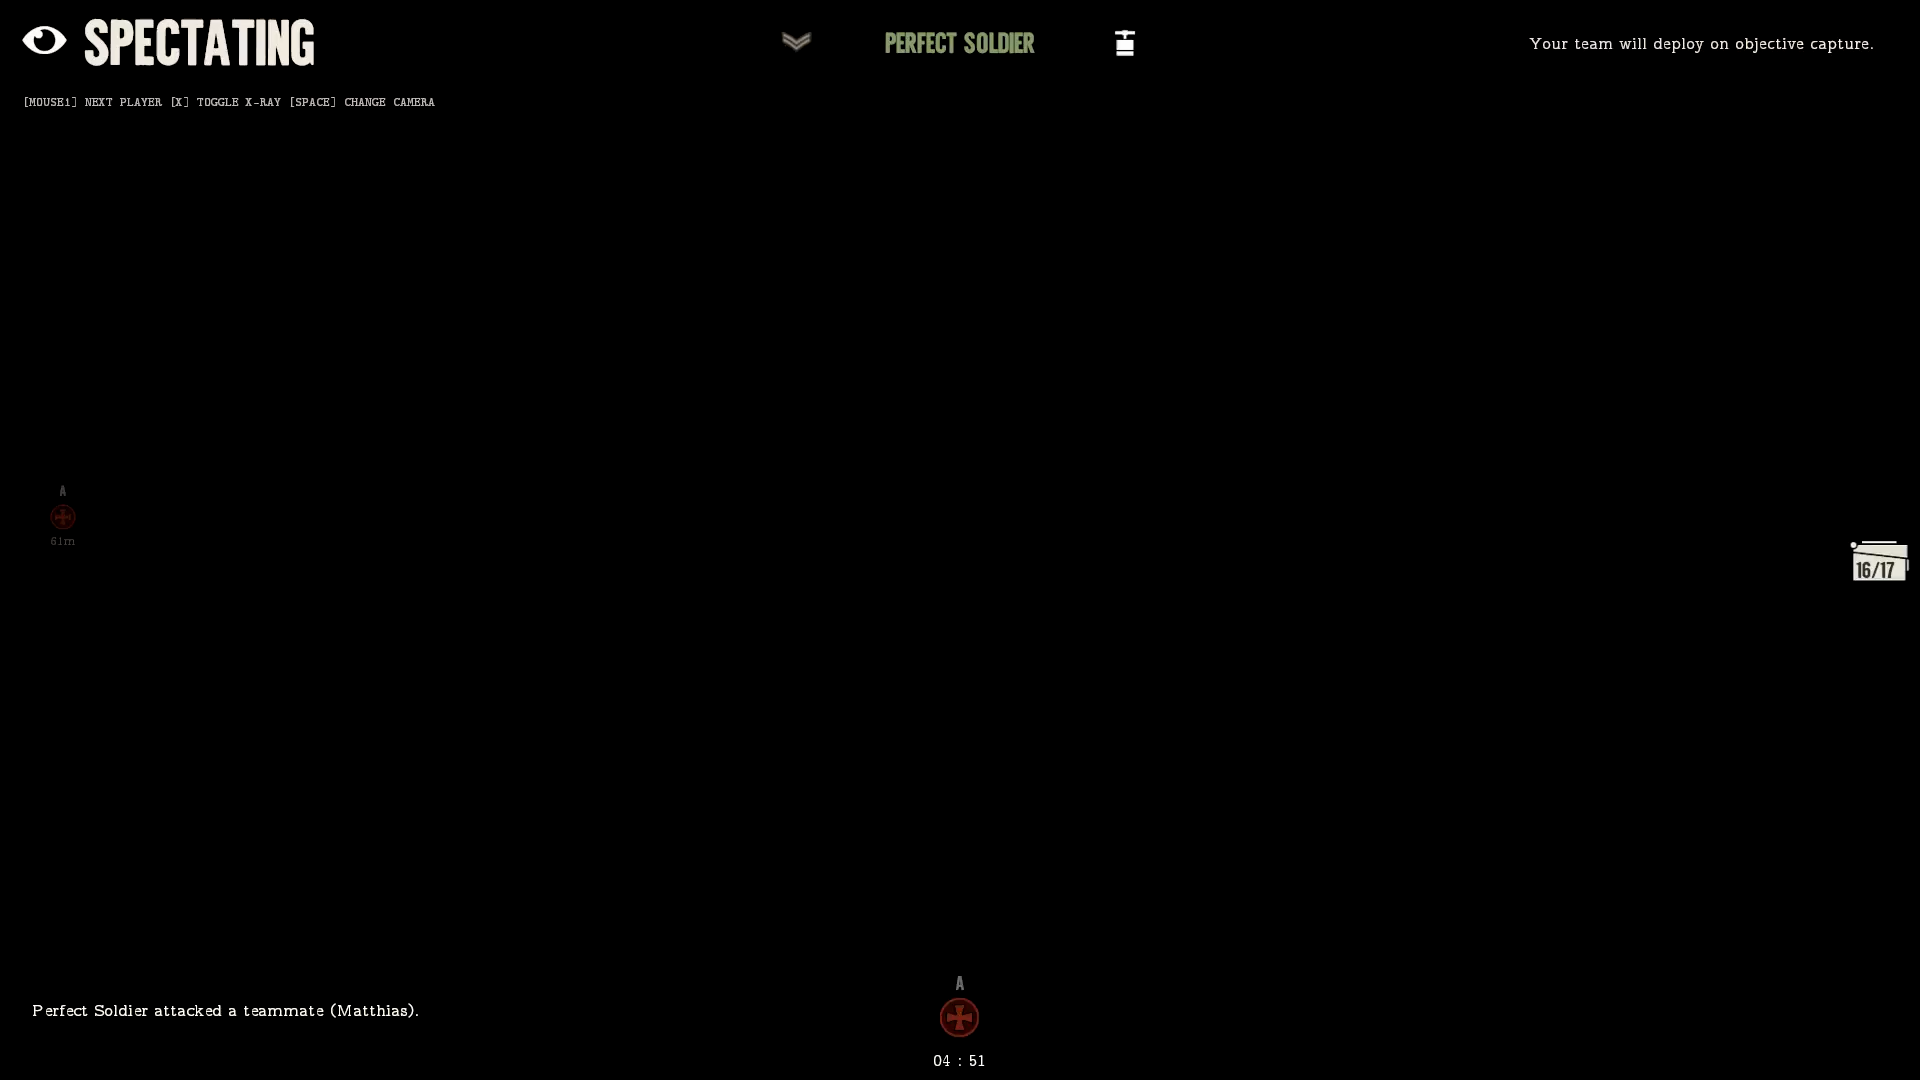 SPECTATING
PERFECT SOLDIER
Your team will deploy on objective capture.
[MOUSE1] NEXT PLAYER [X] TOGGLE X-RAY [SPACE] CHANGE CAMERA
A
61m
16/17
A
Perfect Soldier attacked a teammate (Matthias).
04 : 51